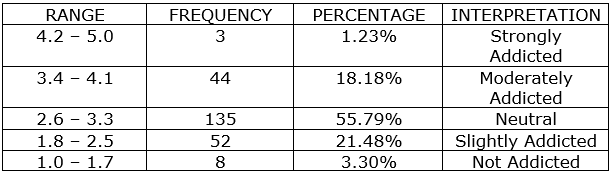 RANGE FREQUENCY PERCENTAGE INTERPRETATION
4.2 – 5.0 3 1.23% Strongly
Addicted
3.4 – 4.1 44 18.18% Moderately
Addicted
2.6 – 3.3 135 55.79% Neutral
1.8 – 2.5 52 21.48% Slightly Addicted
1.0 – 1.7 8 3.30% Not Addicted